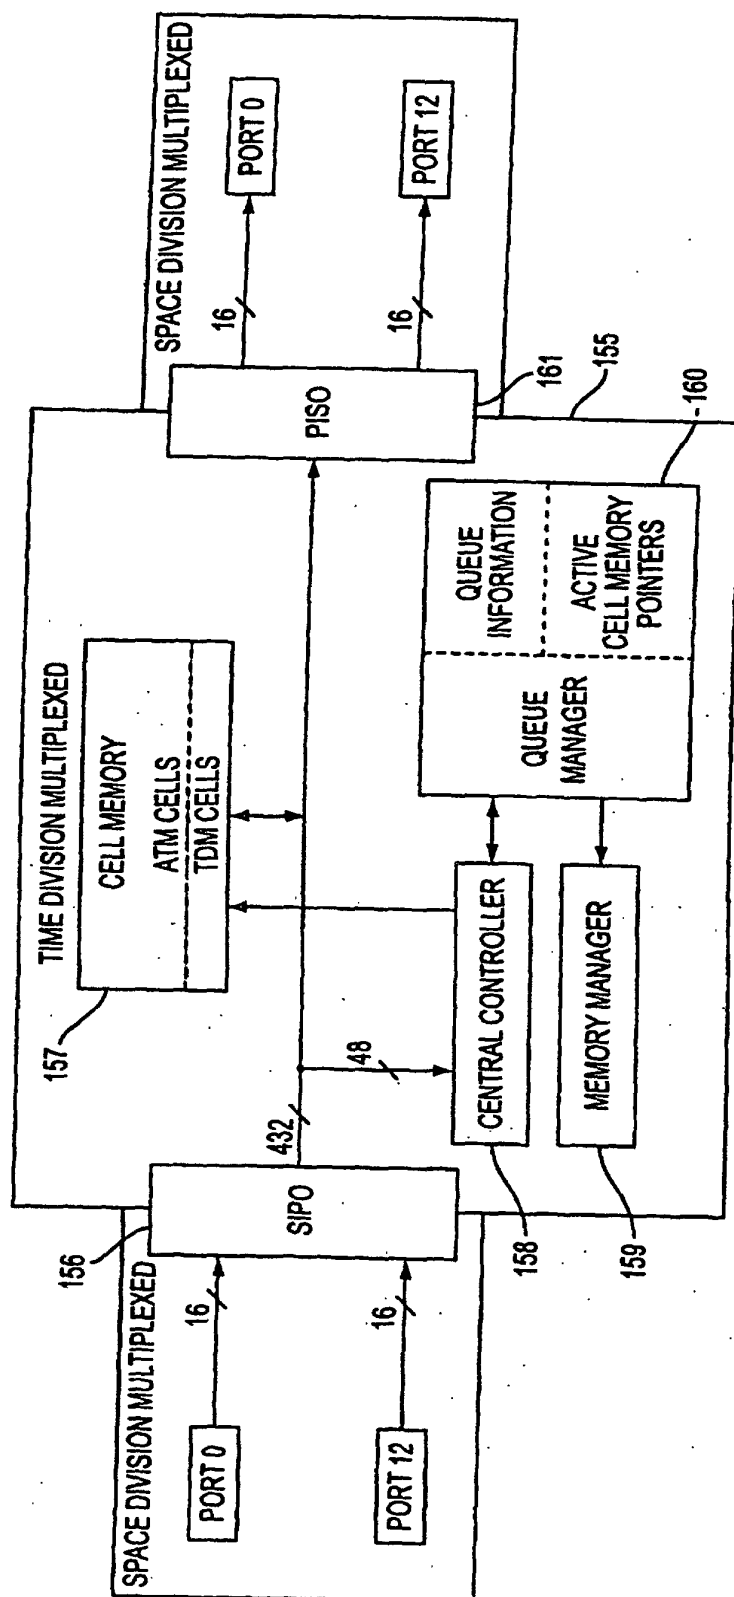 SPACE DIVISION MULTIPLEXED
PORT 0
PORT 12
16
16
156
SIPO
432
48
TIME DIVISION MULTIPLEXED
157
CELL MEMORY
ATM CELLS
TDM CELLS
CENTRAL CONTROLLER
158
MEMORY MANAGER
159
QUEUE
MANAGER
QUEUE
INFORMATION
ACTIVE
CELL MEMORY
POINTERS
160
155
PISO
161
SPACE DIVISION MULTIPLEXED
16
16
PORT 0
PORT 12